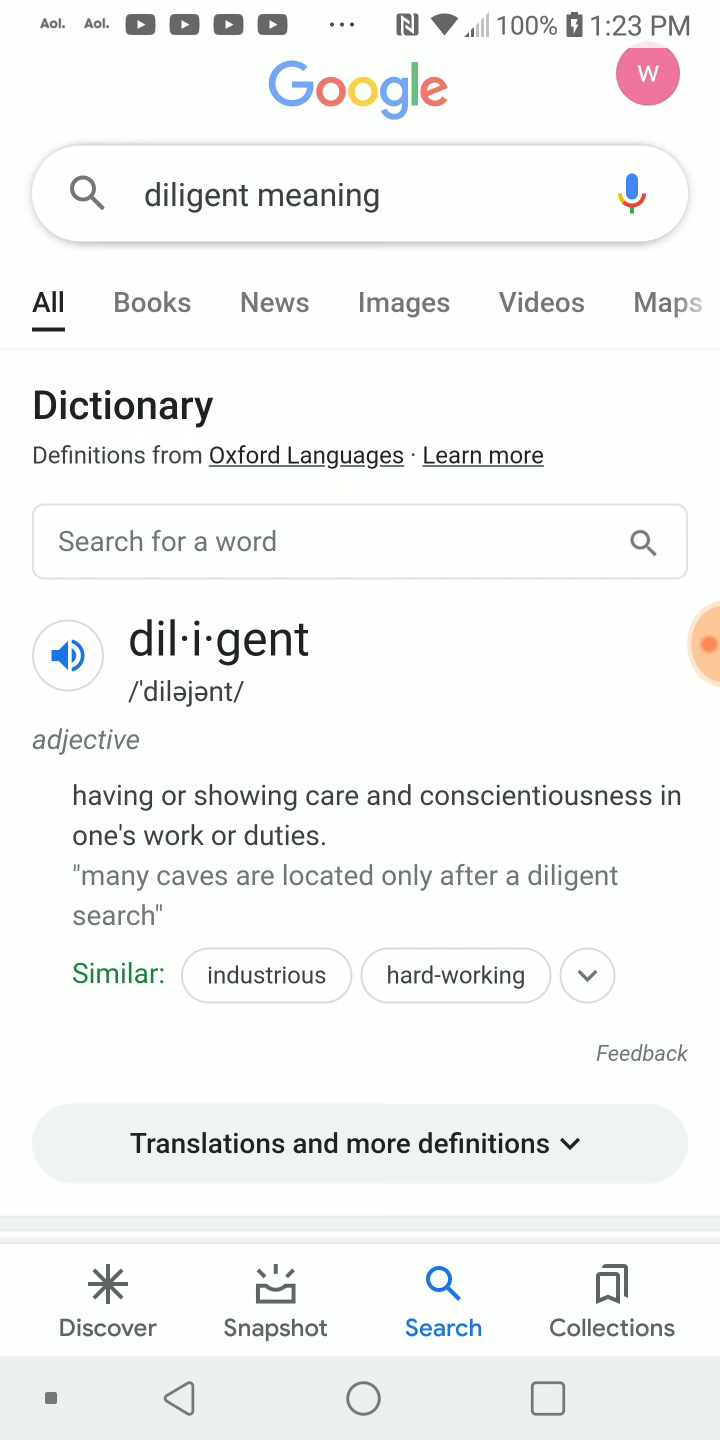 Aol. Aol. ... 100% 1:23 PM
Google
W
diligent meaning
All Books News Images Videos Maps
Dictionary
Definitions from Oxford Languages · Learn more
Search for a word
dil·i·gent
/ˈdiləjənt/
adjective
having or showing care and conscientiousness in
one's work or duties.
"many caves are located only after a diligent
search"
Similar: industrious hard-working
Feedback
Translations and more definitions
Discover Snapshot Search Collections